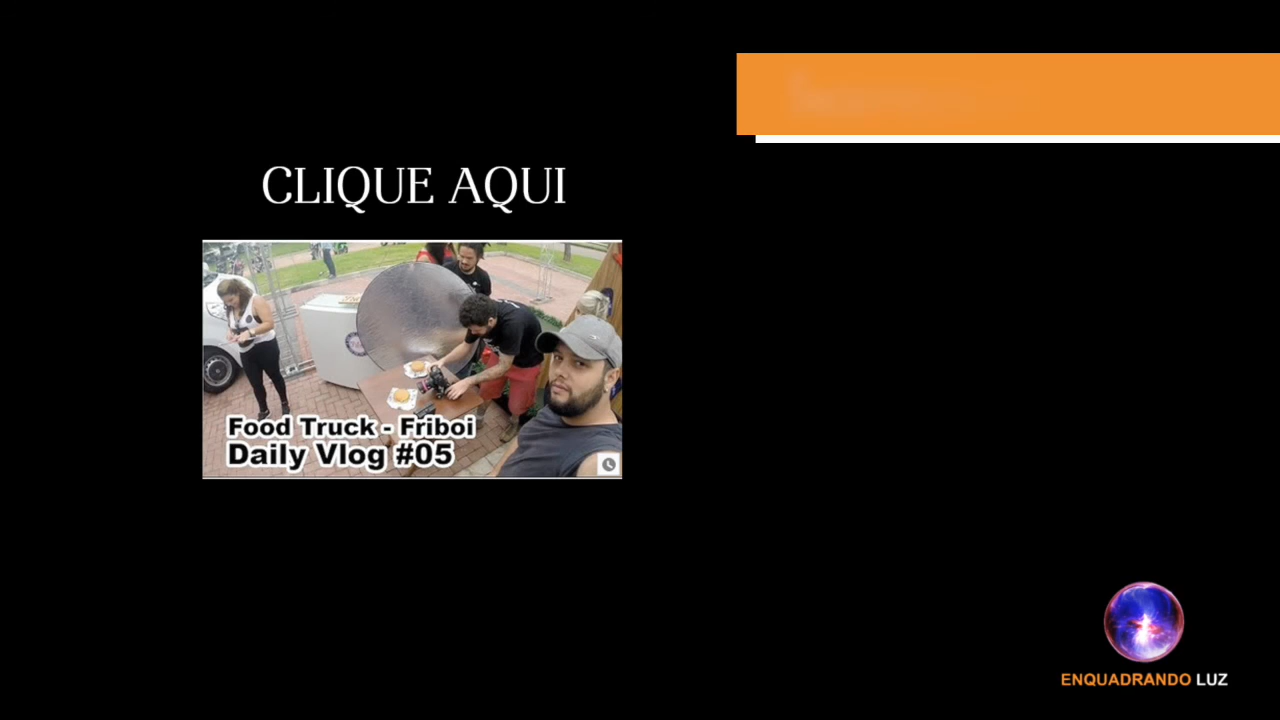 CLIQUE AQUI
Food Truck - Friboi
Daily Vlog #05
ENQUADRANDO LUZ